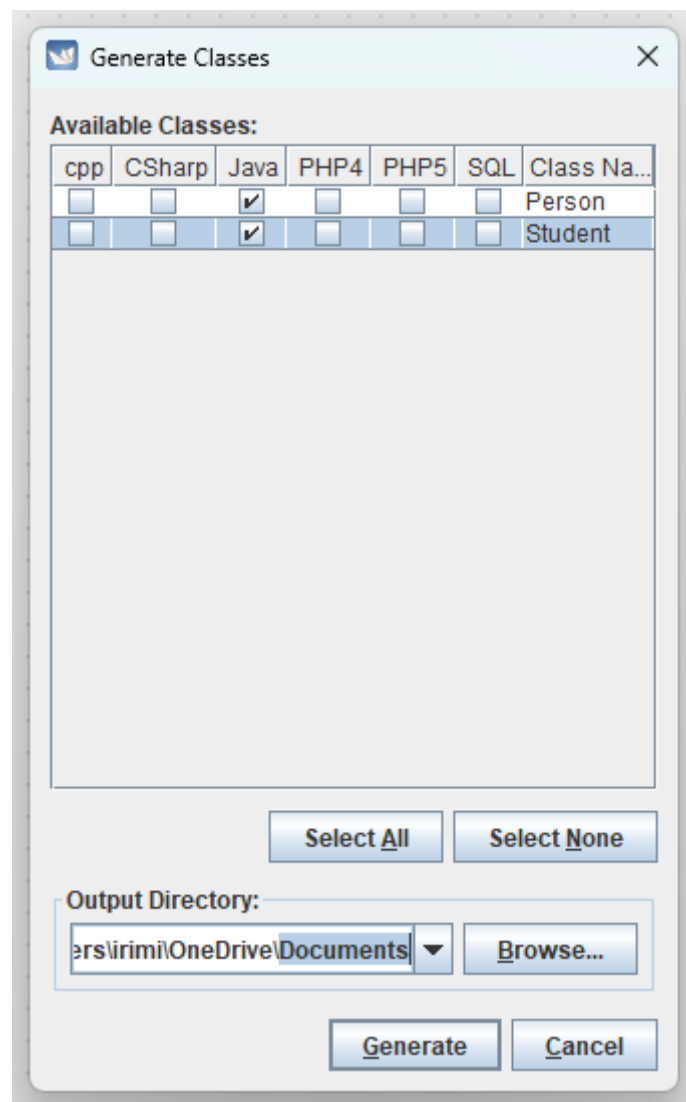 Generate Classes
Available Classes:
cpp CSharp Java PHP4 PHP5 SQL Class Na...
Person
Student
Select All Select None
Output Directory:
ers\irimi\OneDrive\Documents Browse...
Generate Cancel